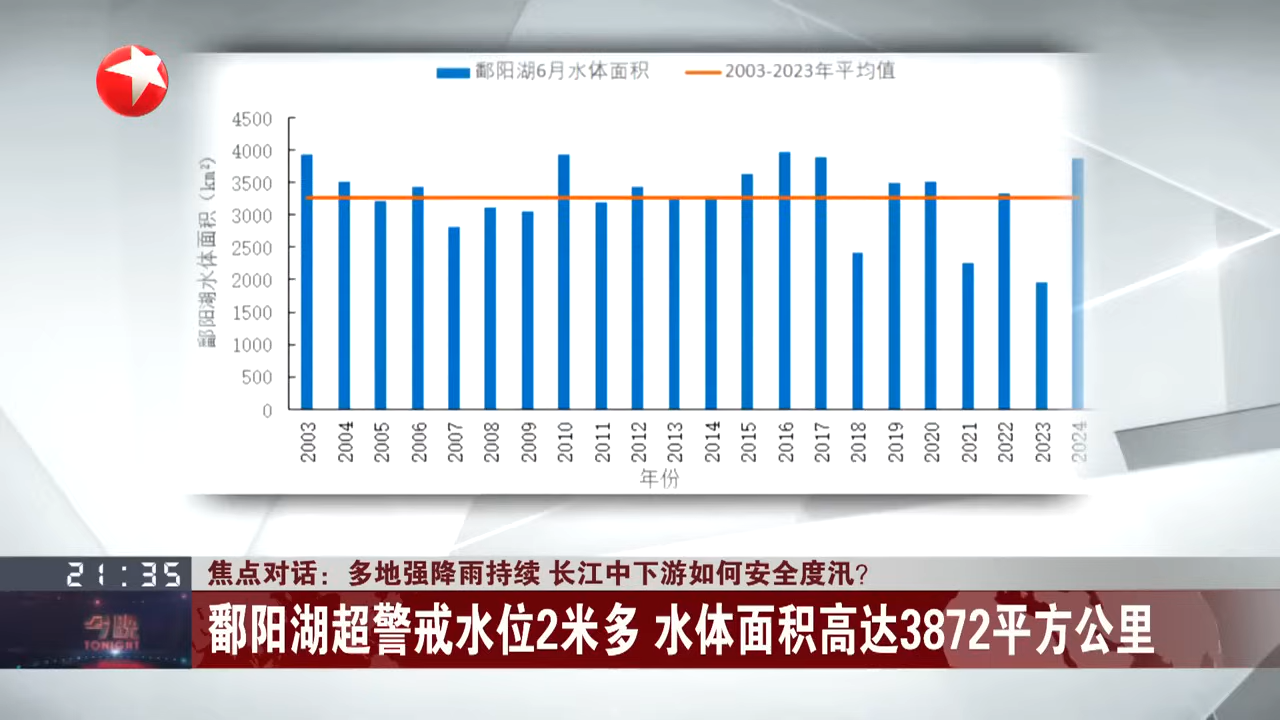 鄱阳湖6月水体面积 2003-2023年平均值
鄱阳湖水体面积（km²）
4500
4000
3500
3000
2500
2000
1500
1000
500
0
2003 2004 2005 2006 2007 2008 2009 2010 2011 2012 2013 2014 2015 2016 2017 2018 2019 2020 2021 2022 2023 2024
年份
21:35 焦点对话：多地强降雨持续 长江中下游如何安全度汛？
今晚
TONIGHT
鄱阳湖超警戒水位2米多 水体面积高达3872平方公里